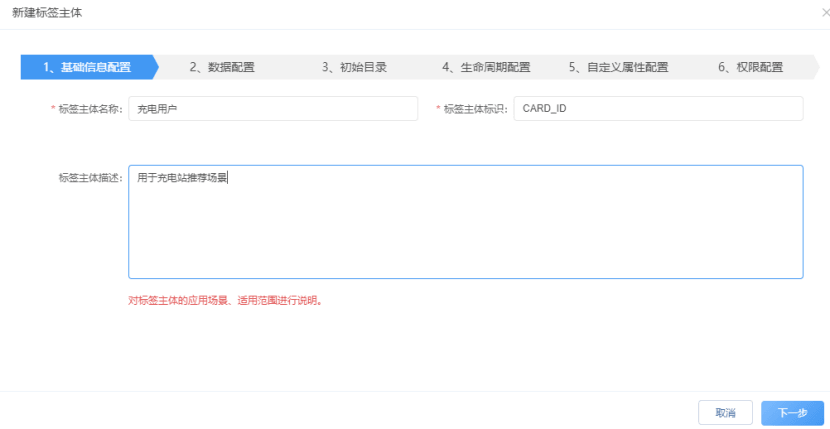 新建标签主体
1、基础信息配置 2、数据配置 3、初始目录 4、生命周期配置 5、自定义属性配置 6、权限配置
* 标签主体名称: 充电用户 * 标签主体标识: CARD_ID
标签主体描述: 用于充电站推荐场景
对标签主体的应用场景、适用范围进行说明。
取消 下一步